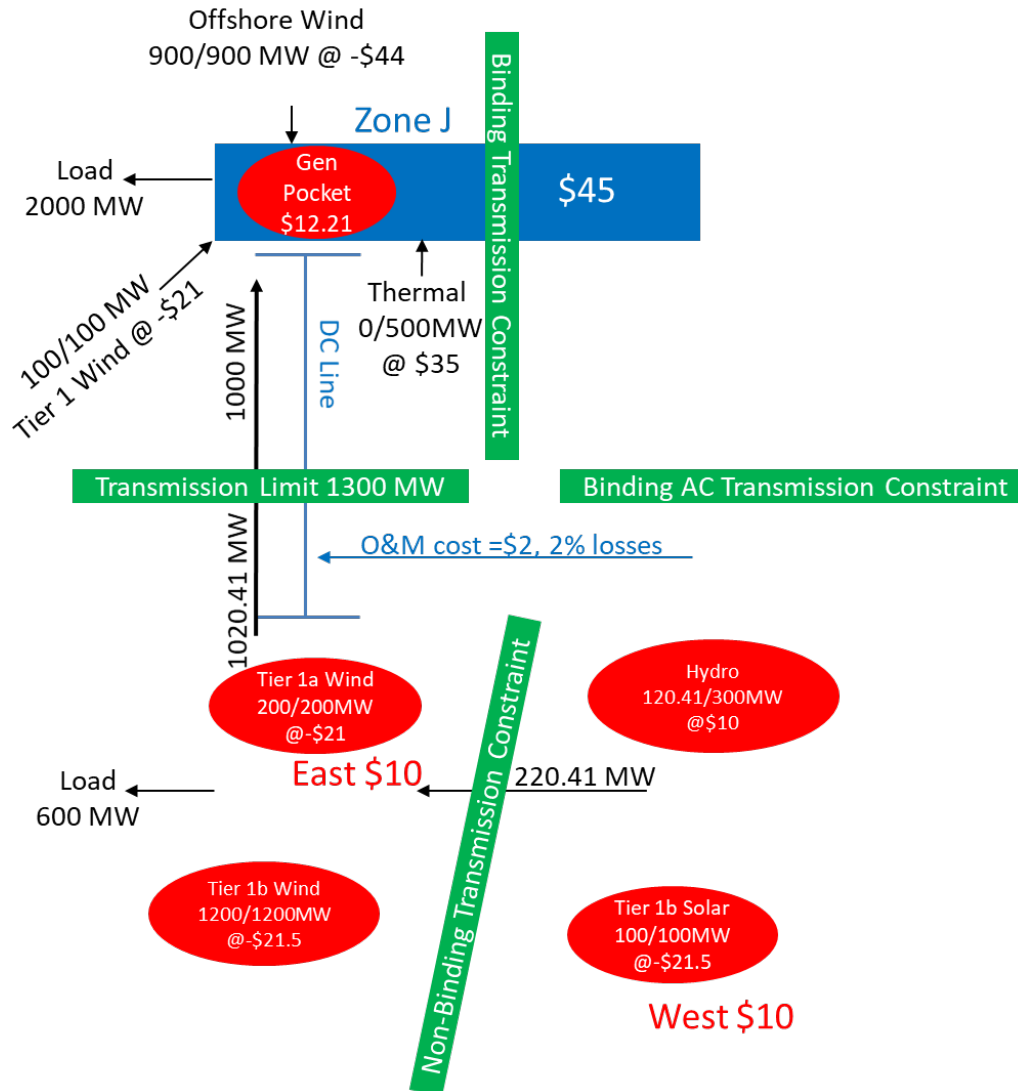 Offshore Wind
900/900 MW @ -$44
Binding Transmission Constraint
Zone J
Load
2000 MW
Gen
Pocket
$12.21
$45
100/100 MW
Tier 1 Wind @ -$21
1000 MW
DC Line
Thermal
0/500MW
@ $35
Transmission Limit 1300 MW
Binding AC Transmission Constraint
1020.41 MW
O&M cost =$2, 2% losses
Tier 1a Wind
200/200MW
@-$21
Hydro
120.41/300MW
@$10
East $10
Load
600 MW
220.41 MW
Non-Binding Transmission Constraint
Tier 1b Wind
1200/1200MW
@-$21.5
Tier 1b Solar
100/100MW
@-$21.5
West $10